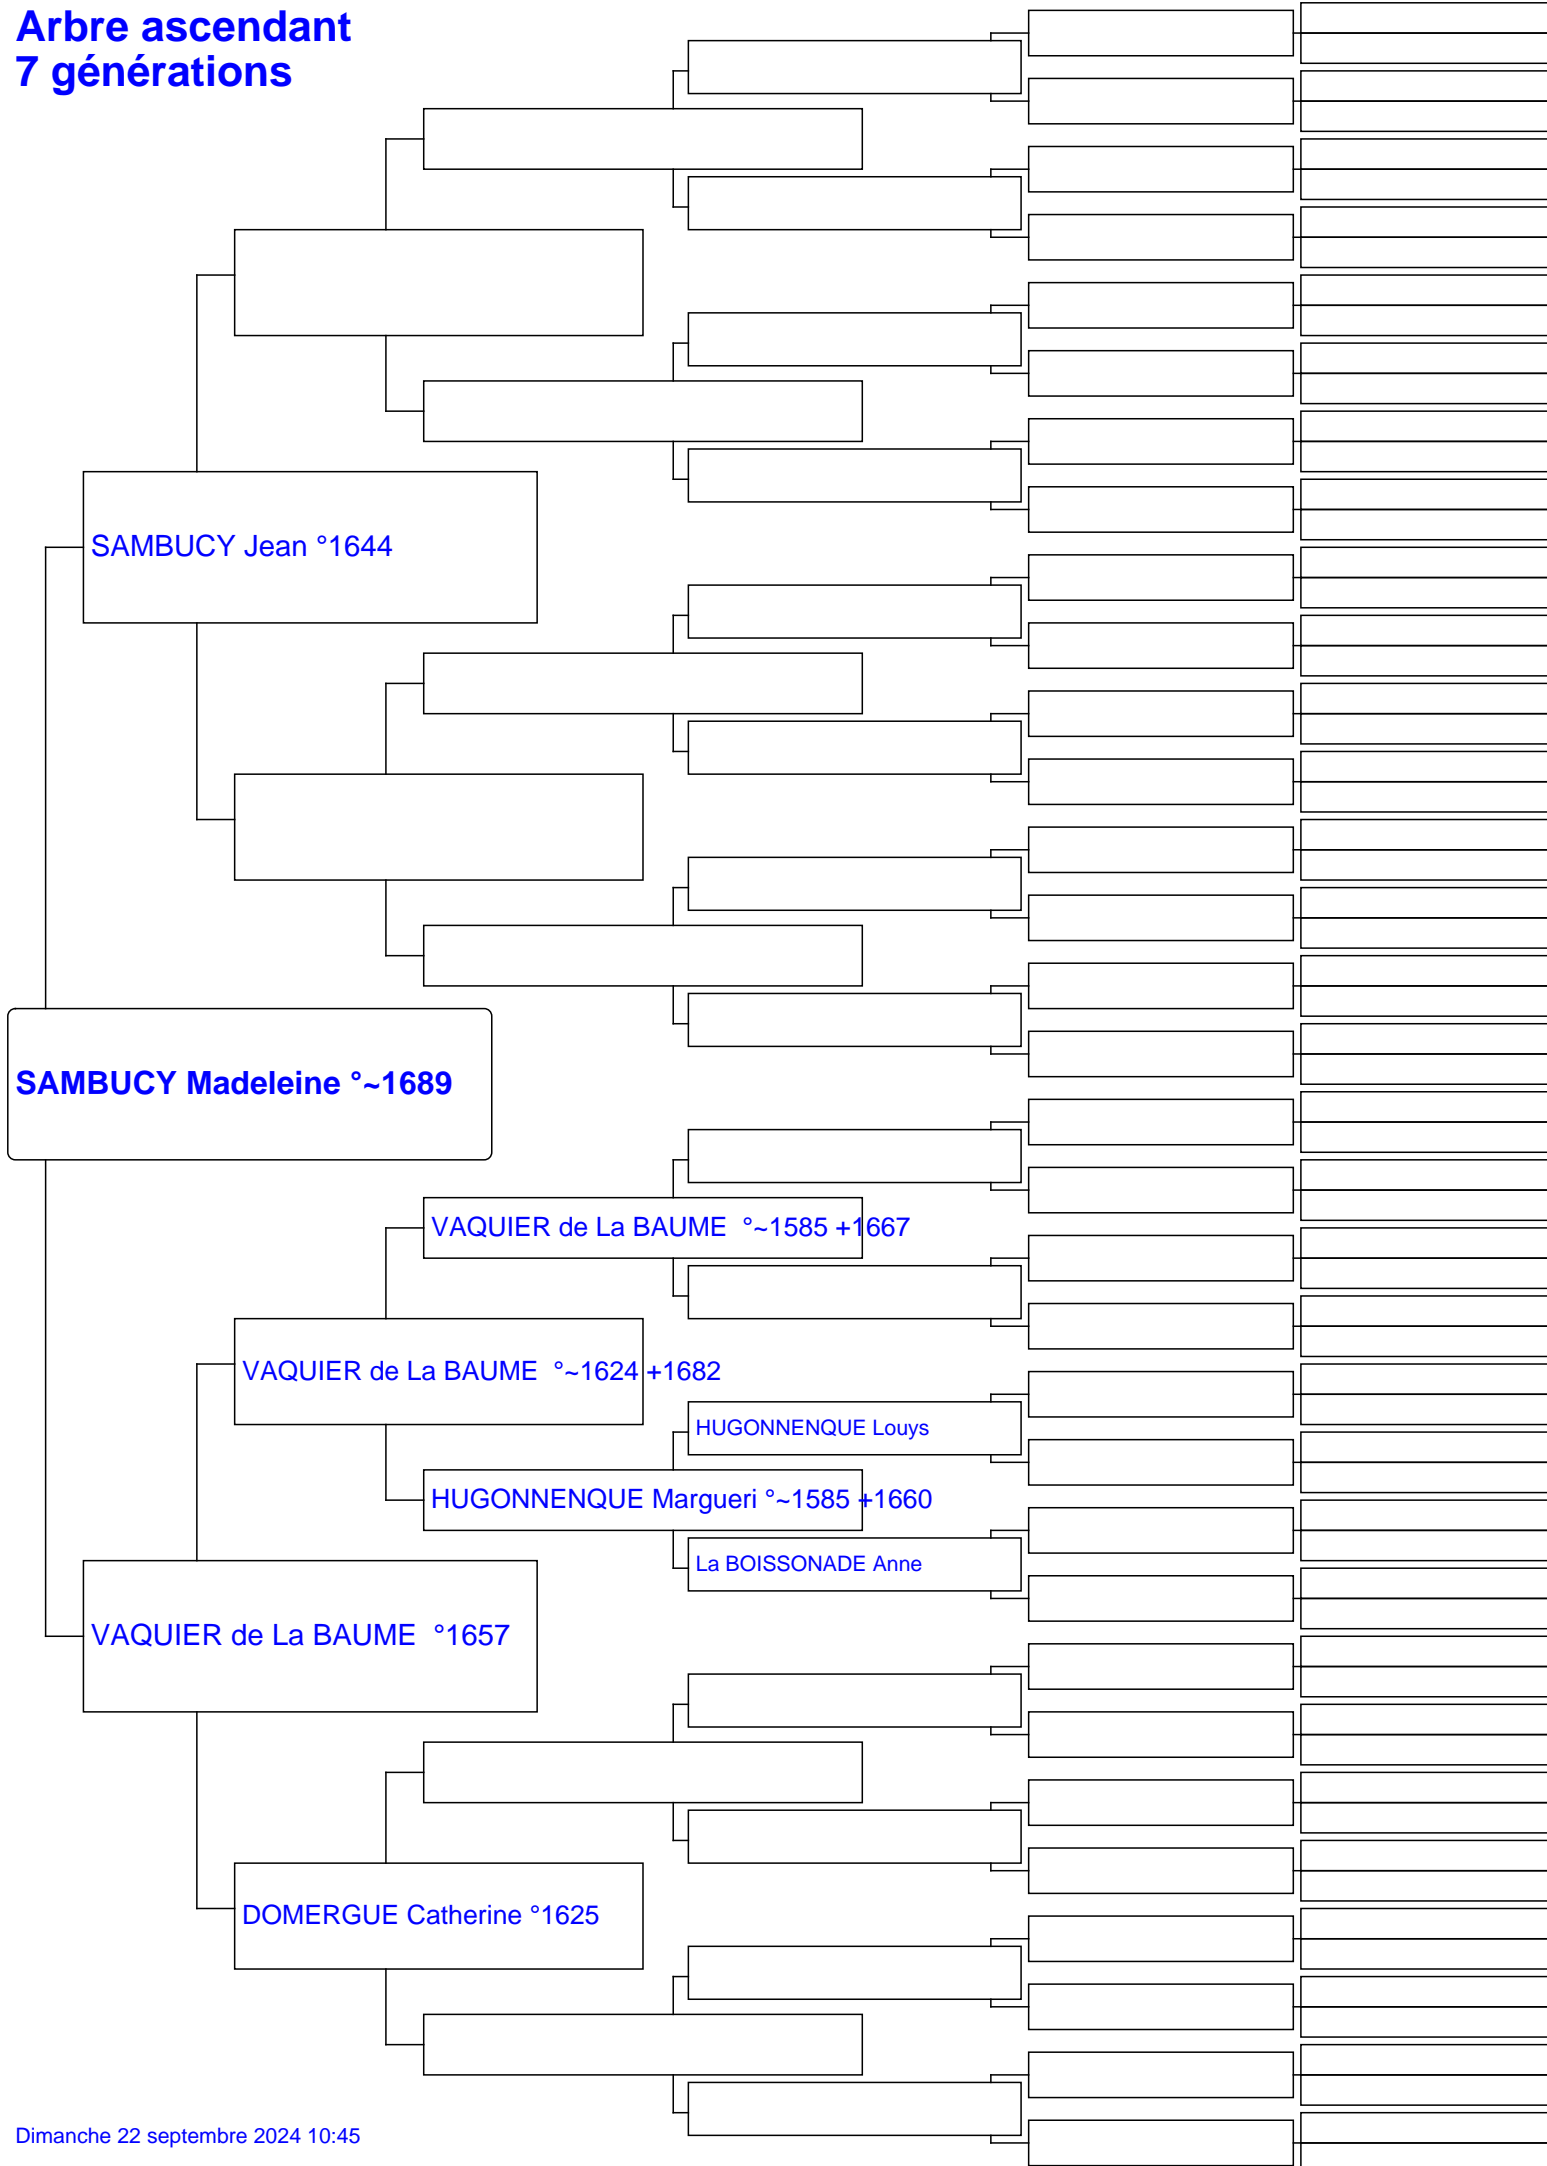 Arbre ascendant
7 générations
SAMBUCY Jean °1644
SAMBUCY Madeleine °~1689
VAQUIER de La BAUME  °~1585 +1667
VAQUIER de La BAUME  °~1624 +1682
HUGONNENQUE Louys
HUGONNENQUE Margueri °~1585 +1660
La BOISSONADE Anne
VAQUIER de La BAUME  °1657
DOMERGUE Catherine °1625
Dimanche 22 septembre 2024 10:45